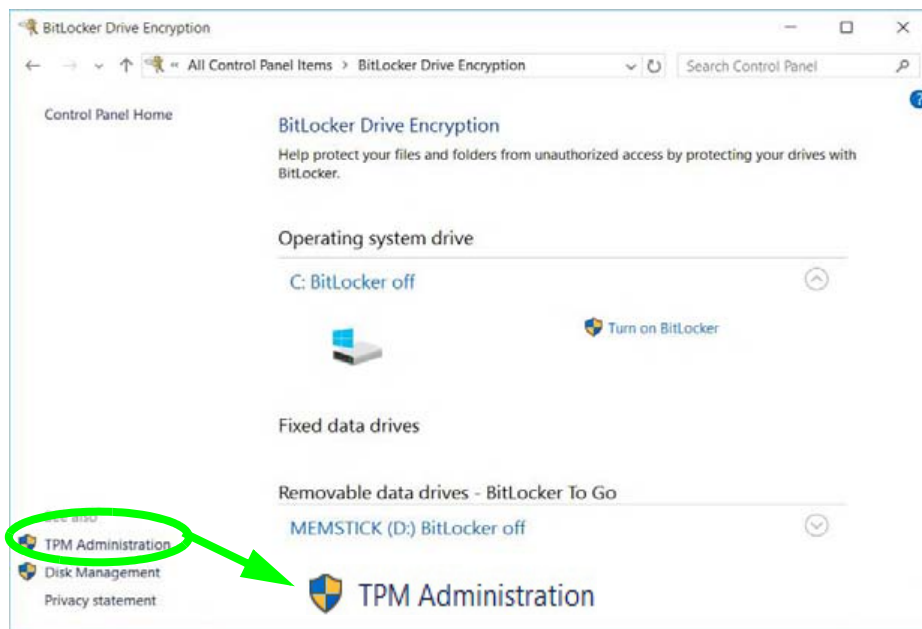 BitLocker Drive Encryption
« All Control Panel Items > BitLocker Drive Encryption
Search Control Panel
Control Panel Home
?
BitLocker Drive Encryption
Help protect your files and folders from unauthorized access by protecting your drives with
BitLocker.
Operating system drive
C: BitLocker off
Turn on BitLocker
Fixed data drives
Removable data drives - BitLocker To Go
MEMSTICK (D:) BitLocker off
See also
TPM Administration
Disk Management
Privacy statement
TPM Administration